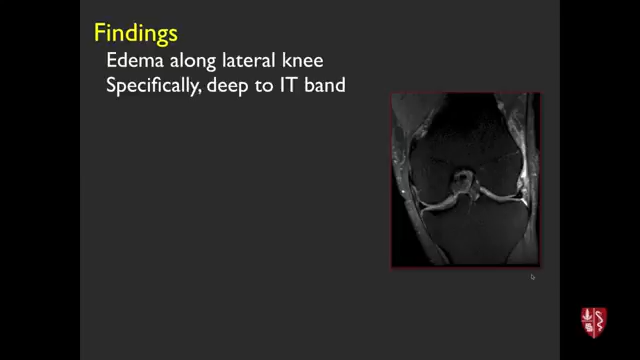 Findings
Edema along lateral knee
Specifically, deep to IT band